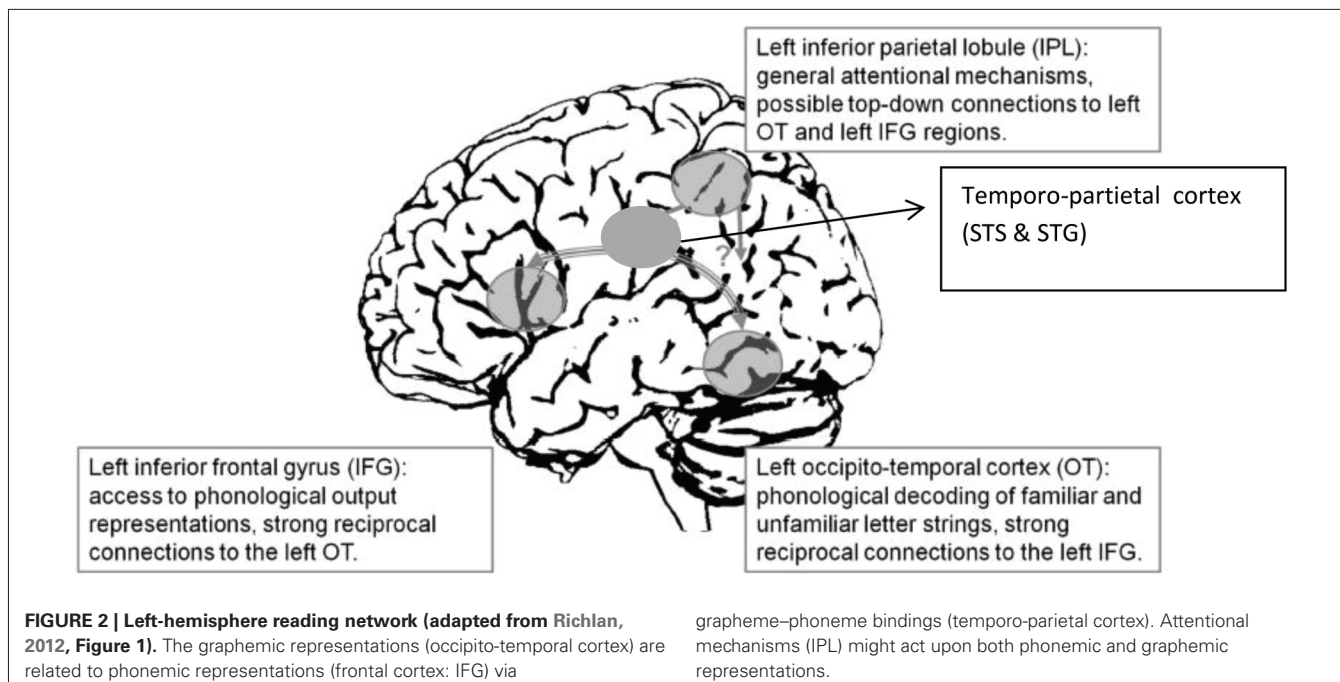 Left inferior parietal lobule (IPL):
general attentional mechanisms,
possible top-down connections to left
OT and left IFG regions.
Temporo-partietal cortex
(STS & STG)
?
Left inferior frontal gyrus (IFG):
access to phonological output
representations, strong reciprocal
connections to the left OT.
Left occipito-temporal cortex (OT):
phonological decoding of familiar and
unfamiliar letter strings, strong
reciprocal connections to the left IFG.
FIGURE 2 | Left-hemisphere reading network (adapted from Richlan,
2012, Figure 1). The graphemic representations (occipito-temporal cortex) are
related to phonemic representations (frontal cortex: IFG) via
grapheme–phoneme bindings (temporo-parietal cortex). Attentional
mechanisms (IPL) might act upon both phonemic and graphemic
representations.